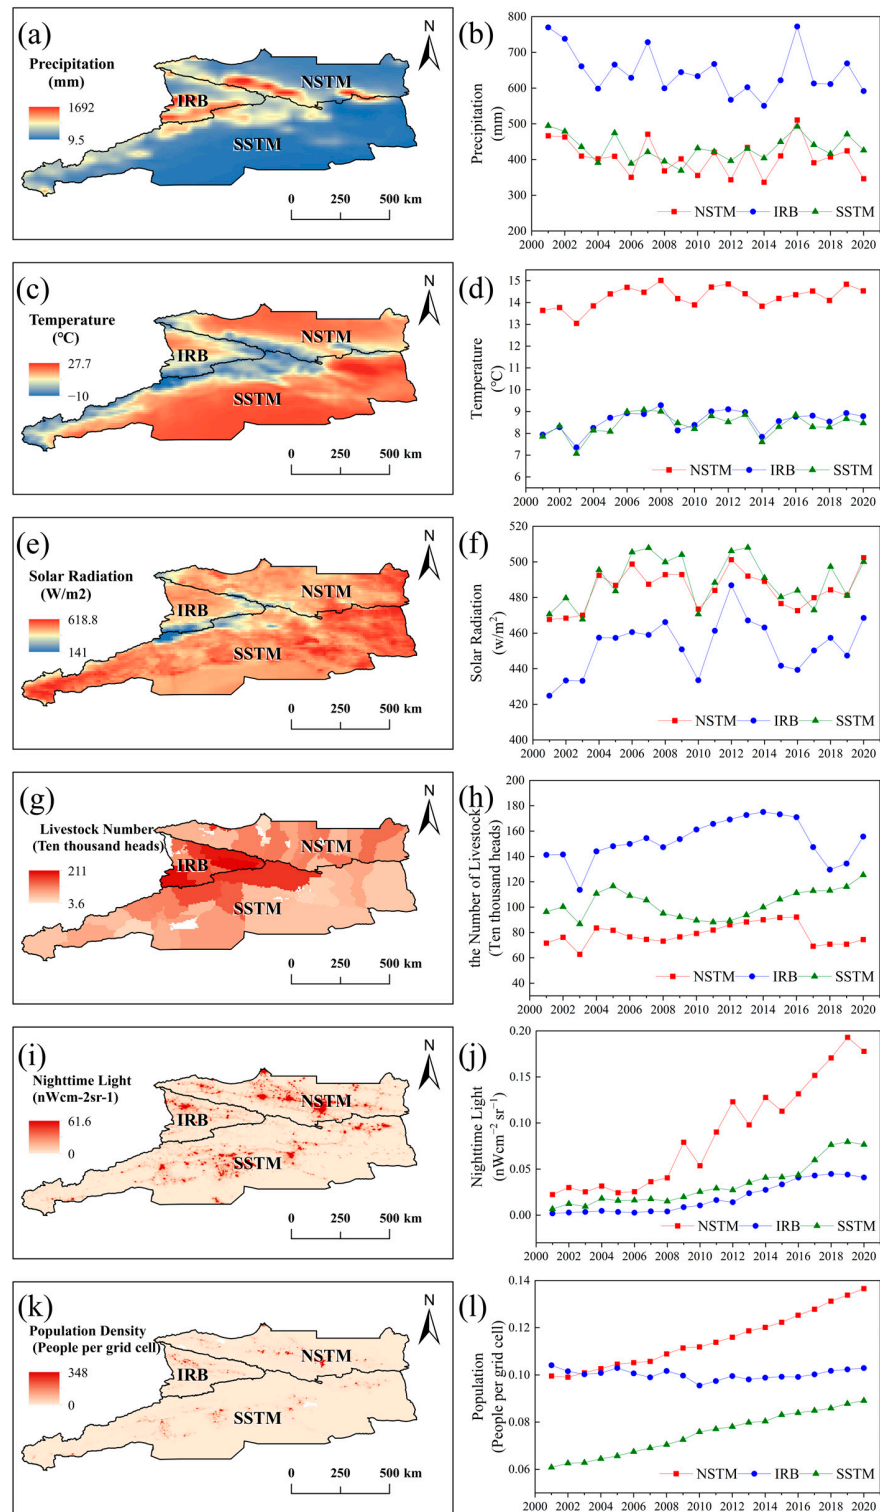 (a)
Precipitation
(mm)
1692
9.5
NSTM
IRB
SSTM
N
0 250 500 km
(b)
Precipitation
(mm)
800
700
600
500
400
300
200
2000 2002 2004 2006 2008 2010 2012 2014 2016 2018 2020
NSTM IRB SSTM
(c)
Temperature
(℃)
27.7
−10
NSTM
IRB
SSTM
N
0 250 500 km
(d)
Temperature
(℃)
15
14
13
12
11
10
9
8
7
6
2000 2002 2004 2006 2008 2010 2012 2014 2016 2018 2020
NSTM IRB SSTM
(e)
Solar Radiation
(W/m2)
618.8
141
NSTM
IRB
SSTM
N
0 250 500 km
(f)
Solar Radiation
(w/m²)
520
500
480
460
440
420
400
2000 2002 2004 2006 2008 2010 2012 2014 2016 2018 2020
NSTM IRB SSTM
(g)
Livestock Number
(Ten thousand heads)
211
3.6
NSTM
IRB
SSTM
N
0 250 500 km
(h)
the Number of Livestock
(Ten thousand heads)
200
180
160
140
120
100
80
60
40
2000 2002 2004 2006 2008 2010 2012 2014 2016 2018 2020
NSTM IRB SSTM
(i)
Nighttime Light
(nWcm-2sr-1)
61.6
0
NSTM
IRB
SSTM
N
0 250 500 km
(j)
Nighttime Light
(nWcm⁻² sr⁻¹)
0.20
0.15
0.10
0.05
0.00
2000 2002 2004 2006 2008 2010 2012 2014 2016 2018 2020
NSTM IRB SSTM
(k)
Population Density
(People per grid cell)
348
0
NSTM
IRB
SSTM
N
0 250 500 km
(l)
Population
(People per grid cell)
0.14
0.12
0.10
0.08
0.06
2000 2002 2004 2006 2008 2010 2012 2014 2016 2018 2020
NSTM IRB SSTM